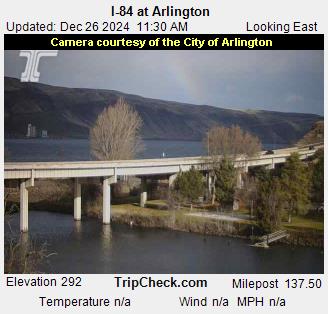 I-84 at Arlington
Updated: Dec 26 2024 11:30 AM Looking East
Camera courtesy of the City of Arlington
Elevation 292 TripCheck.com Milepost 137.50
Temperature n/a Wind n/a MPH n/a